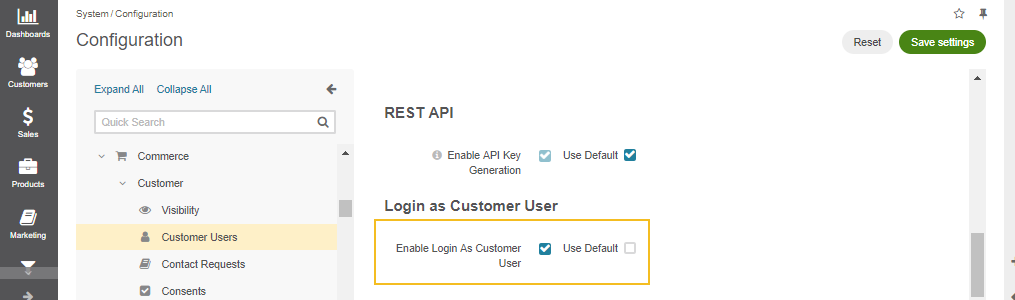 Dashboards
Customers
Sales
Products
Marketing
System / Configuration
Configuration
Reset
Save settings
Expand All Collapse All
Quick Search
Commerce
Customer
Visibility
Customer Users
Contact Requests
Consents
REST API
Enable API Key Use Default
Generation
Login as Customer User
Enable Login As Customer Use Default
User